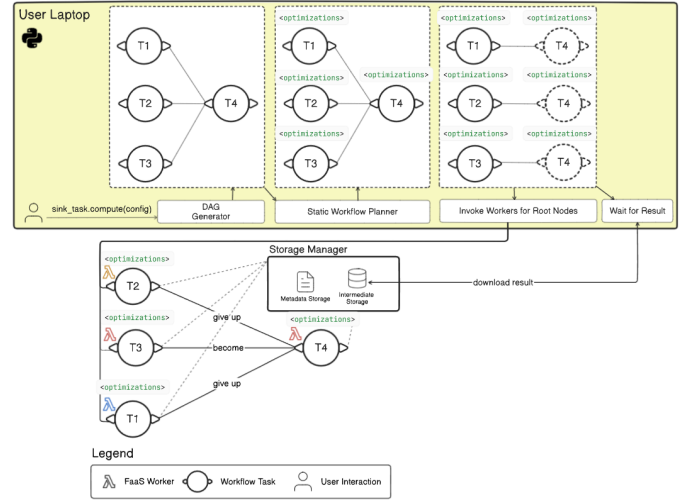 User Laptop
T1
T2
T3
T4
<optimizations>
T1
<optimizations>
T2
<optimizations>
T3
<optimizations>
T4
<optimizations> <optimizations>
T1 T4
<optimizations> <optimizations>
T2 T4
<optimizations> <optimizations>
T3 T4
sink_task.compute(config)
DAG
Generator
Static Workflow Planner
Invoke Workers for Root Nodes
Wait for Result
Storage Manager
Metadata Storage
Intermediate
Storage
download result
<optimizations>
T2
give up
<optimizations>
T3
become
<optimizations>
T4
<optimizations>
T1
give up
Legend
FaaS Worker
Workflow Task
User Interaction